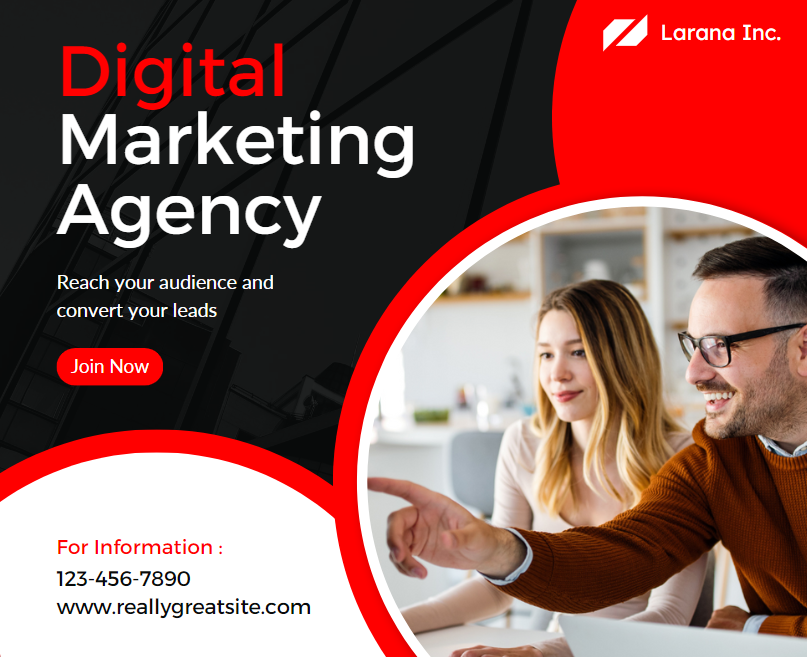 Larana Inc.
Digital
Marketing
Agency
Reach your audience and
convert your leads
Join Now
For Information :
123-456-7890
www.reallygreatsite.com